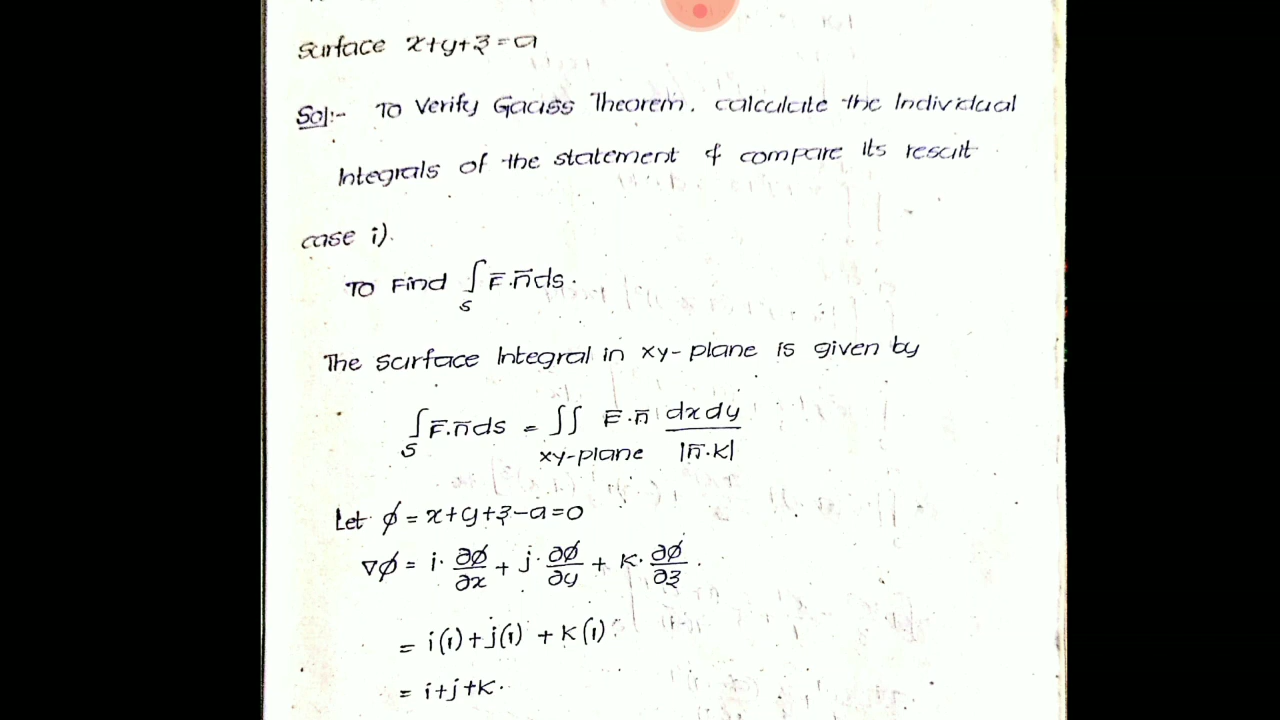 surface x+y+z=a
Sol:- To Verify Gauss Theorem. calculate the Individual
Integrals of the statement & compare its result
case i).
To Find ∫_S F̄.n̄ds.
The surface Integral in xy-plane is given by
∫_S F̄.n̄ds = ∬_{xy-plane} F̄.n̄ dxdy/|n̄.K|
Let φ = x+y+z-a=0
∇φ = i. ∂φ/∂x + j. ∂φ/∂y + K. ∂φ/∂z.
= i(1)+j(1)+K(1)
= i+j+K.